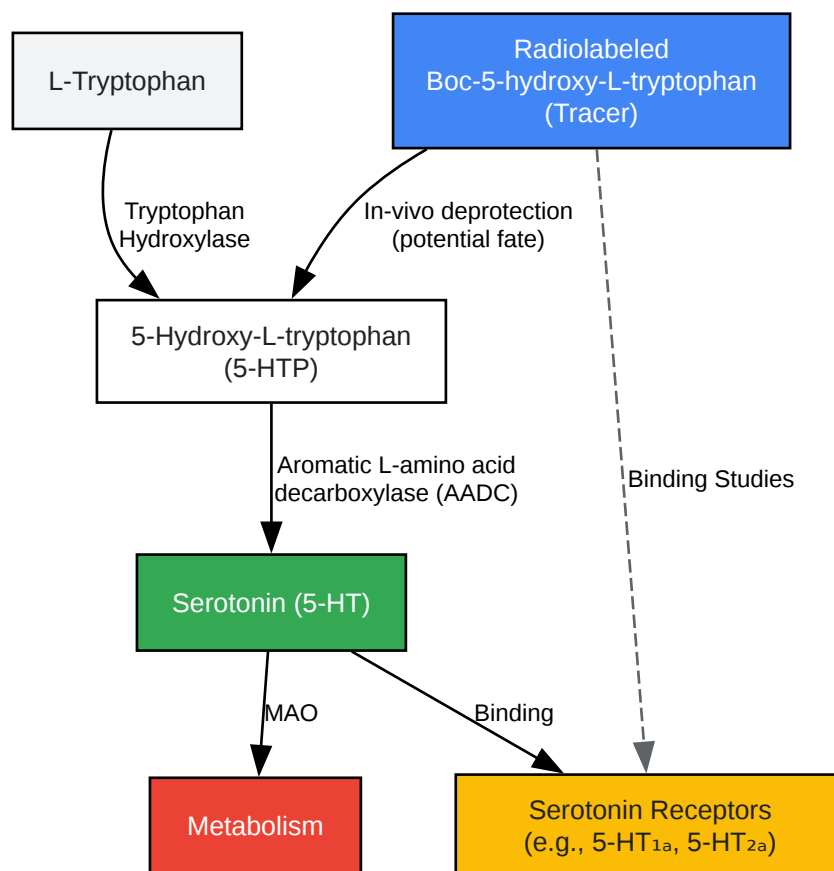 L-Tryptophan
Radiolabeled
Boc-5-hydroxy-L-tryptophan
(Tracer)
Tryptophan
Hydroxylase
In-vivo deprotection
(potential fate)
5-Hydroxy-L-tryptophan
(5-HTP)
Aromatic L-amino acid
decarboxylase (AADC)
Binding Studies
Serotonin (5-HT)
MAO
Binding
Metabolism
Serotonin Receptors
(e.g., 5-HT₁ₐ, 5-HT₂ₐ)